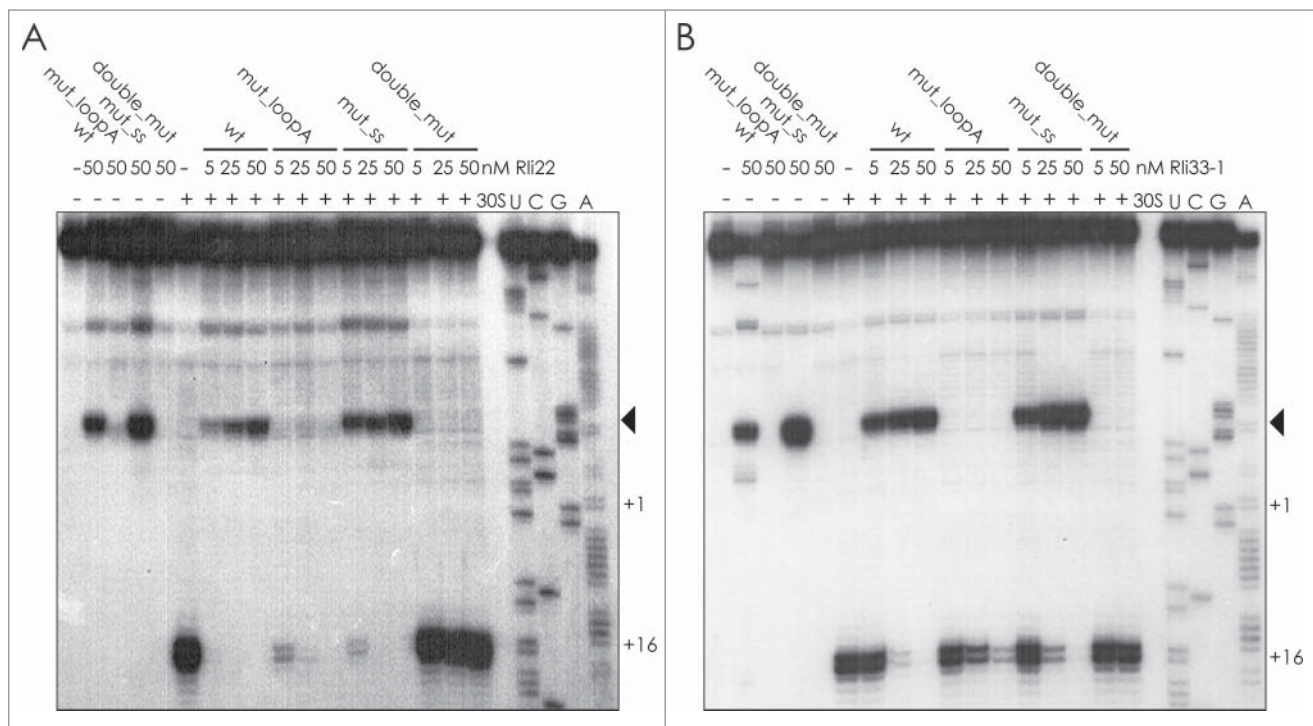 A
double_mut
mut_ss
mut_loopA
wt
wt
mut_loopA
mut_ss
double_mut
- 50 50 50 50 - 5 25 50 5 25 50 5 25 50 5 25 50 nM Rli22
- - - - - + + + + + + + + + + + + + 30S U C G A
+1
+16
B
double_mut
mut_ss
mut_loopA
wt
wt
mut_loopA
mut_ss
double_mut
- 50 50 50 50 - 5 25 50 5 25 50 5 25 50 5 50 nM Rli33-1
- - - - - + + + + + + + + + + + + 30S U C G A
+1
+16